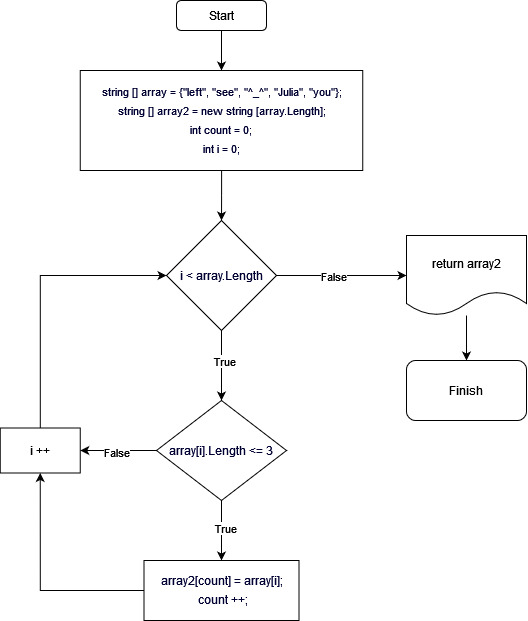 Start
string [] array = {"left", "see", "^_^", "Julia", "you"};
string [] array2 = new string [array.Length];
int count = 0;
int i = 0;
i < array.Length
False
return array2
True
Finish
array[i].Length <= 3
False
i ++
True
array2[count] = array[i];
count ++;